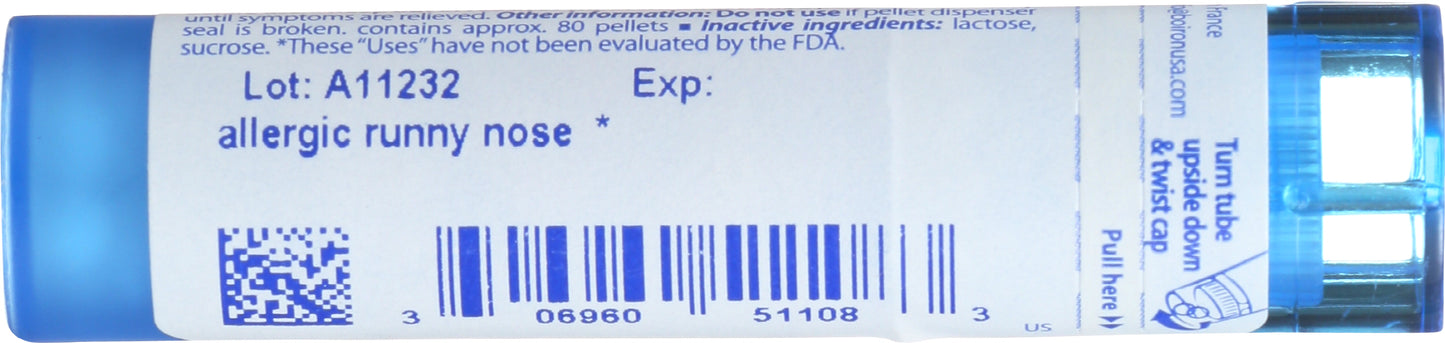 until symptoms are relieved. Other information: Do not use if pellet dispenser
seal is broken. contains approx. 80 pellets ■ Inactive ingredients: lactose,
sucrose. *These “Uses” have not been evaluated by the FDA.
Lot: A11232 Exp:
allergic runny nose *
3 06960 51108 3
US
France
@boironusa.com
Turn tube
upside down
& twist cap
Pull here